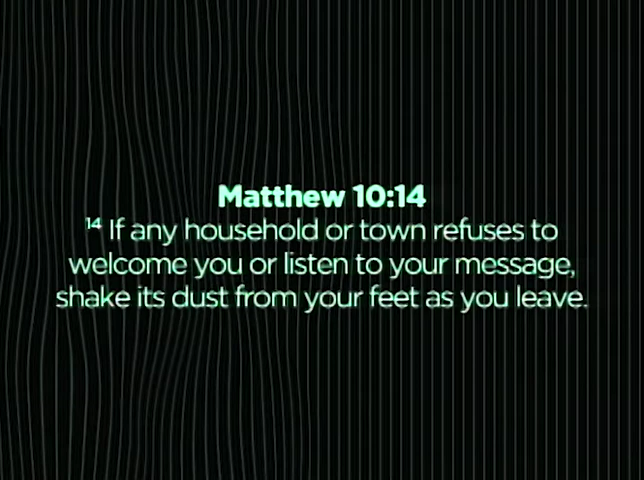 Matthew 10:14
14 If any household or town refuses to
welcome you or listen to your message,
shake its dust from your feet as you leave.